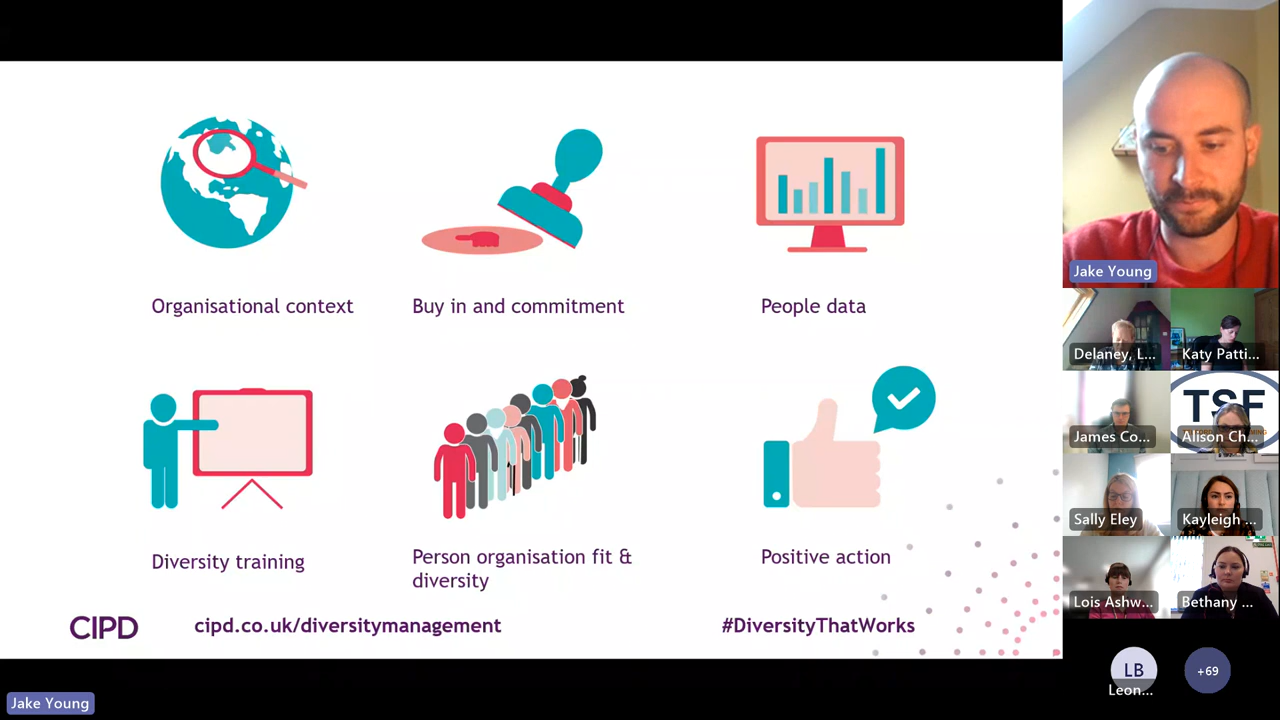 Organisational context
Buy in and commitment
People data
Diversity training
Person organisation fit &
diversity
Positive action
CIPD
cipd.co.uk/diversitymanagement
#DiversityThatWorks
Jake Young
Jake Young
Delaney, L...
Katy Patti...
James Co...
TSF
Alison Ch...
Sally Eley
Kayleigh ...
Lois Ashw...
Bethany ...
LB
Leon...
+69